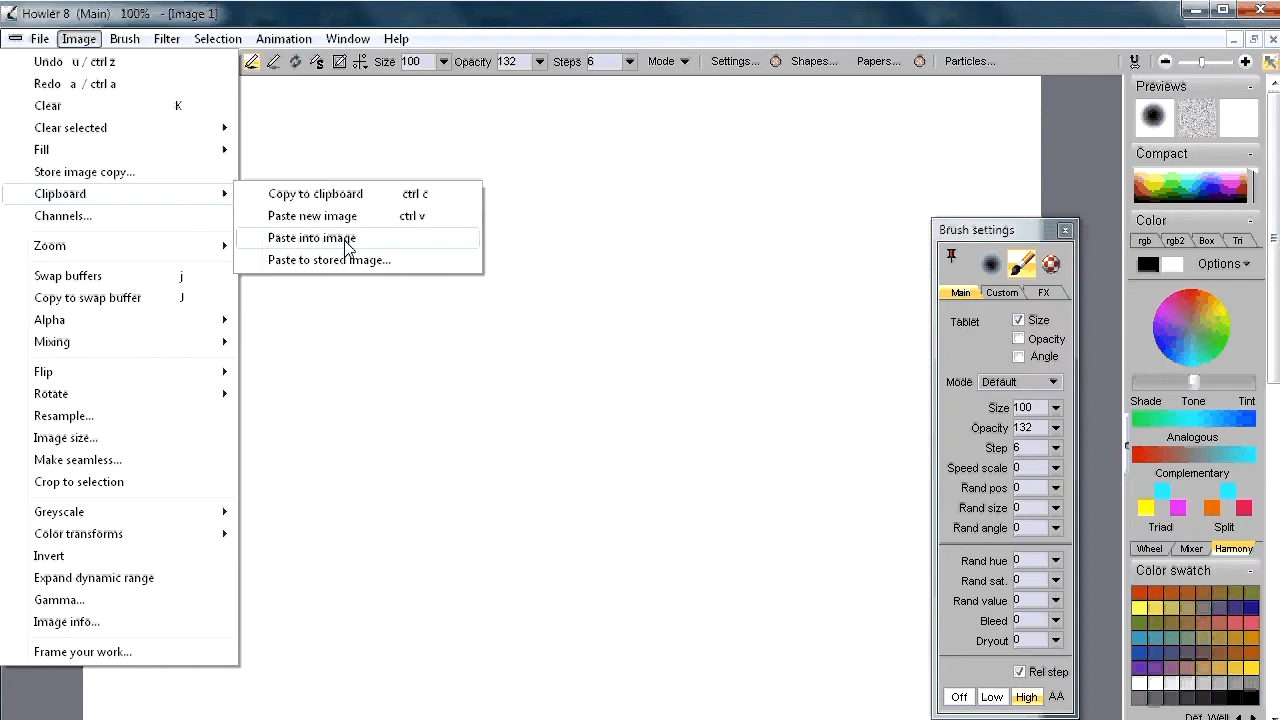 Howler 8 (Main) 100% - [Image 1]
File Image Brush Filter Selection Animation Window Help
Size 100 Opacity 132 Step 6 Mode Settings... Shapes... Papers... Particles...
Undo u / ctrl z
Redo a / ctrl a
Clear K
Clear selected
Fill
Store image copy...
Clipboard
Channels...
Zoom
Swap buffers j
Copy to swap buffer J
Alpha
Mixing
Flip
Rotate
Resample...
Image size...
Make seamless...
Crop to selection
Greyscale
Color transforms
Invert
Expand dynamic range
Gamma...
Image info...
Frame your work...
Copy to clipboard ctrl c
Paste new image ctrl v
Paste into image
Paste to stored image...
Brush settings
Main Custom FX
Tablet Size
Opacity
Angle
Mode Default
Size 100
Opacity 132
Step 6
Speed scale 0
Rand pos 0
Rand size 0
Rand angle 0
Rand hue 0
Rand sat. 0
Rand value 0
Bleed 0
Dryout 0
Rel step
Off Low High AA
Previews
Compact
Color
rgb rgb2 Box Tri
Options
Shade Tone Tint
Analogous
Complementary
Triad Split
Wheel Mixer Harmony
Color swatch
Def. Well